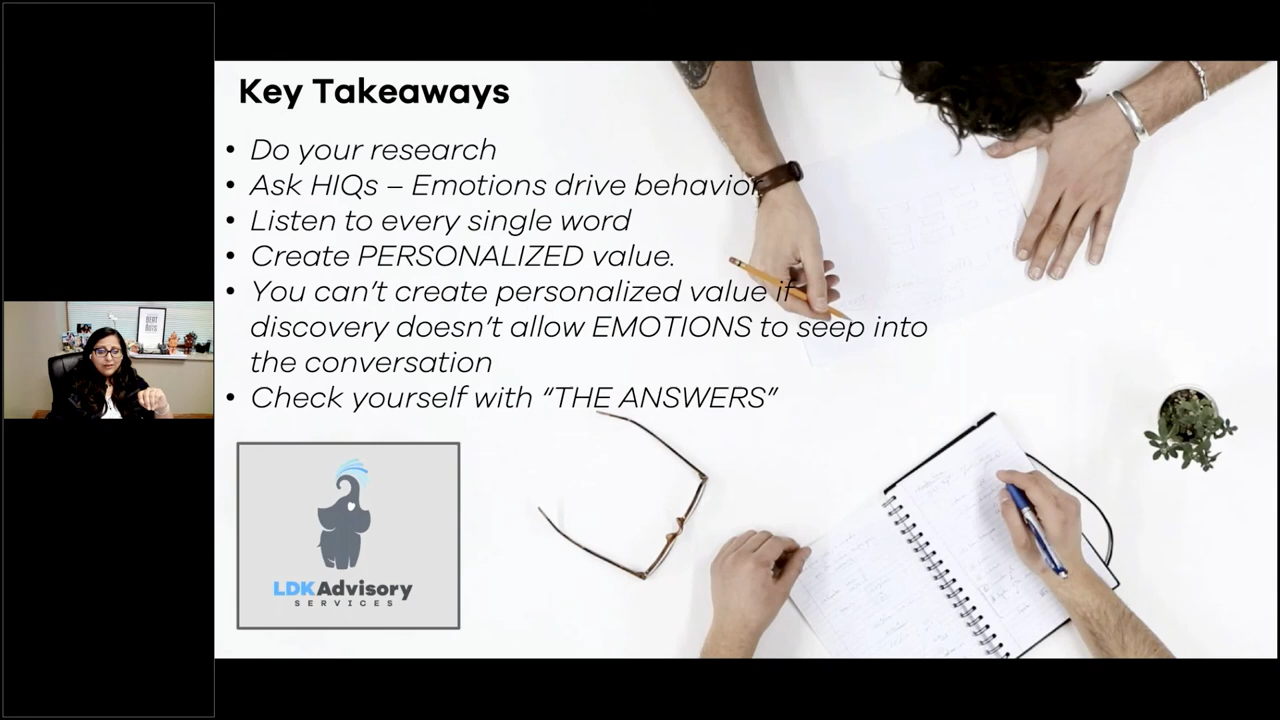 Key Takeaways
• Do your research
• Ask HIQs – Emotions drive behavior
• Listen to every single word
• Create PERSONALIZED value.
• You can't create personalized value if
discovery doesn't allow EMOTIONS to seep into
the conversation
• Check yourself with “THE ANSWERS”
LDKAdvisory
SERVICES